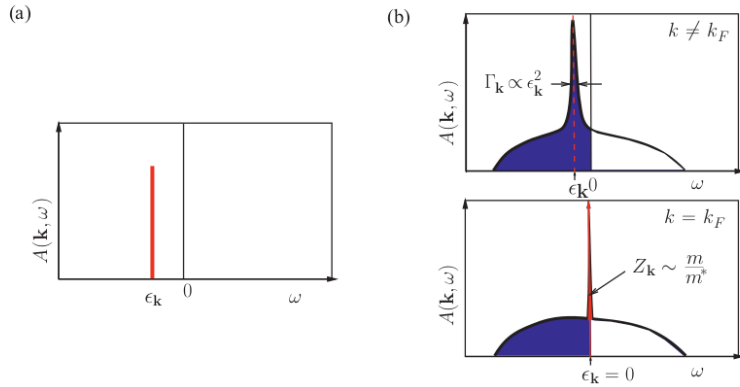 (a)
A(k, ω)
ϵk
0
ω
(b)
k ≠ kF
Γk ∝ ϵk²
A(k, ω)
ϵk 0
ω
k = kF
Zk ∼ m/m*
A(k, ω)
ϵk = 0
ω